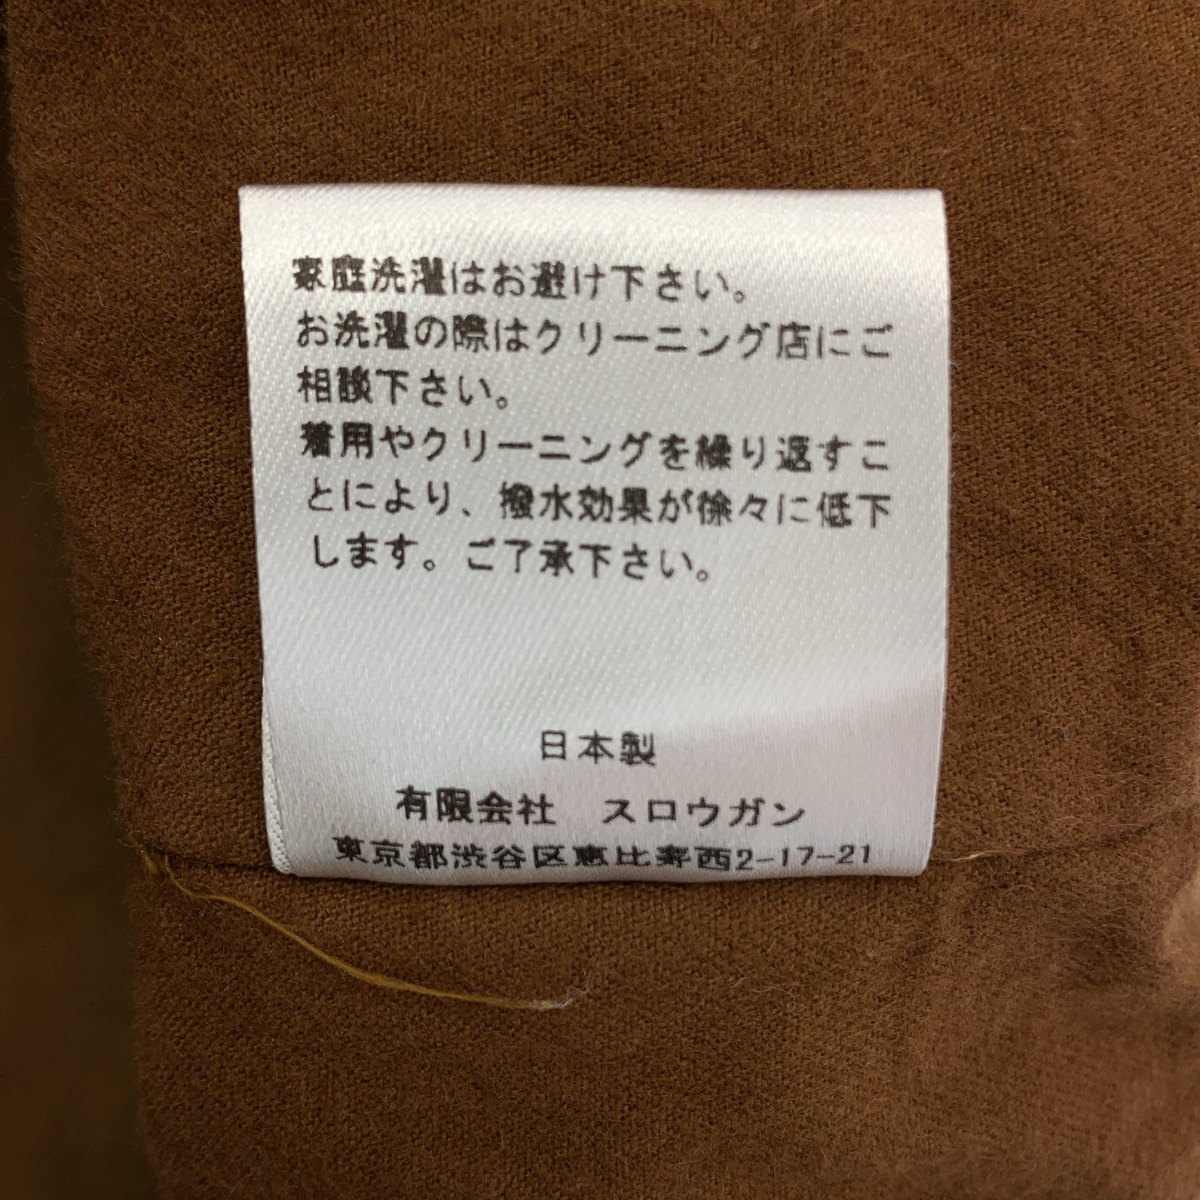 家庭洗濯はお避け下さい。
お洗濯の際はクリーニング店にご
相談下さい。
着用やクリーニングを繰り返すこ
とにより、撥水効果が徐々に低下
します。ご了承下さい。
日本製
有限会社　スロウガン
東京都渋谷区恵比寿西2-17-21